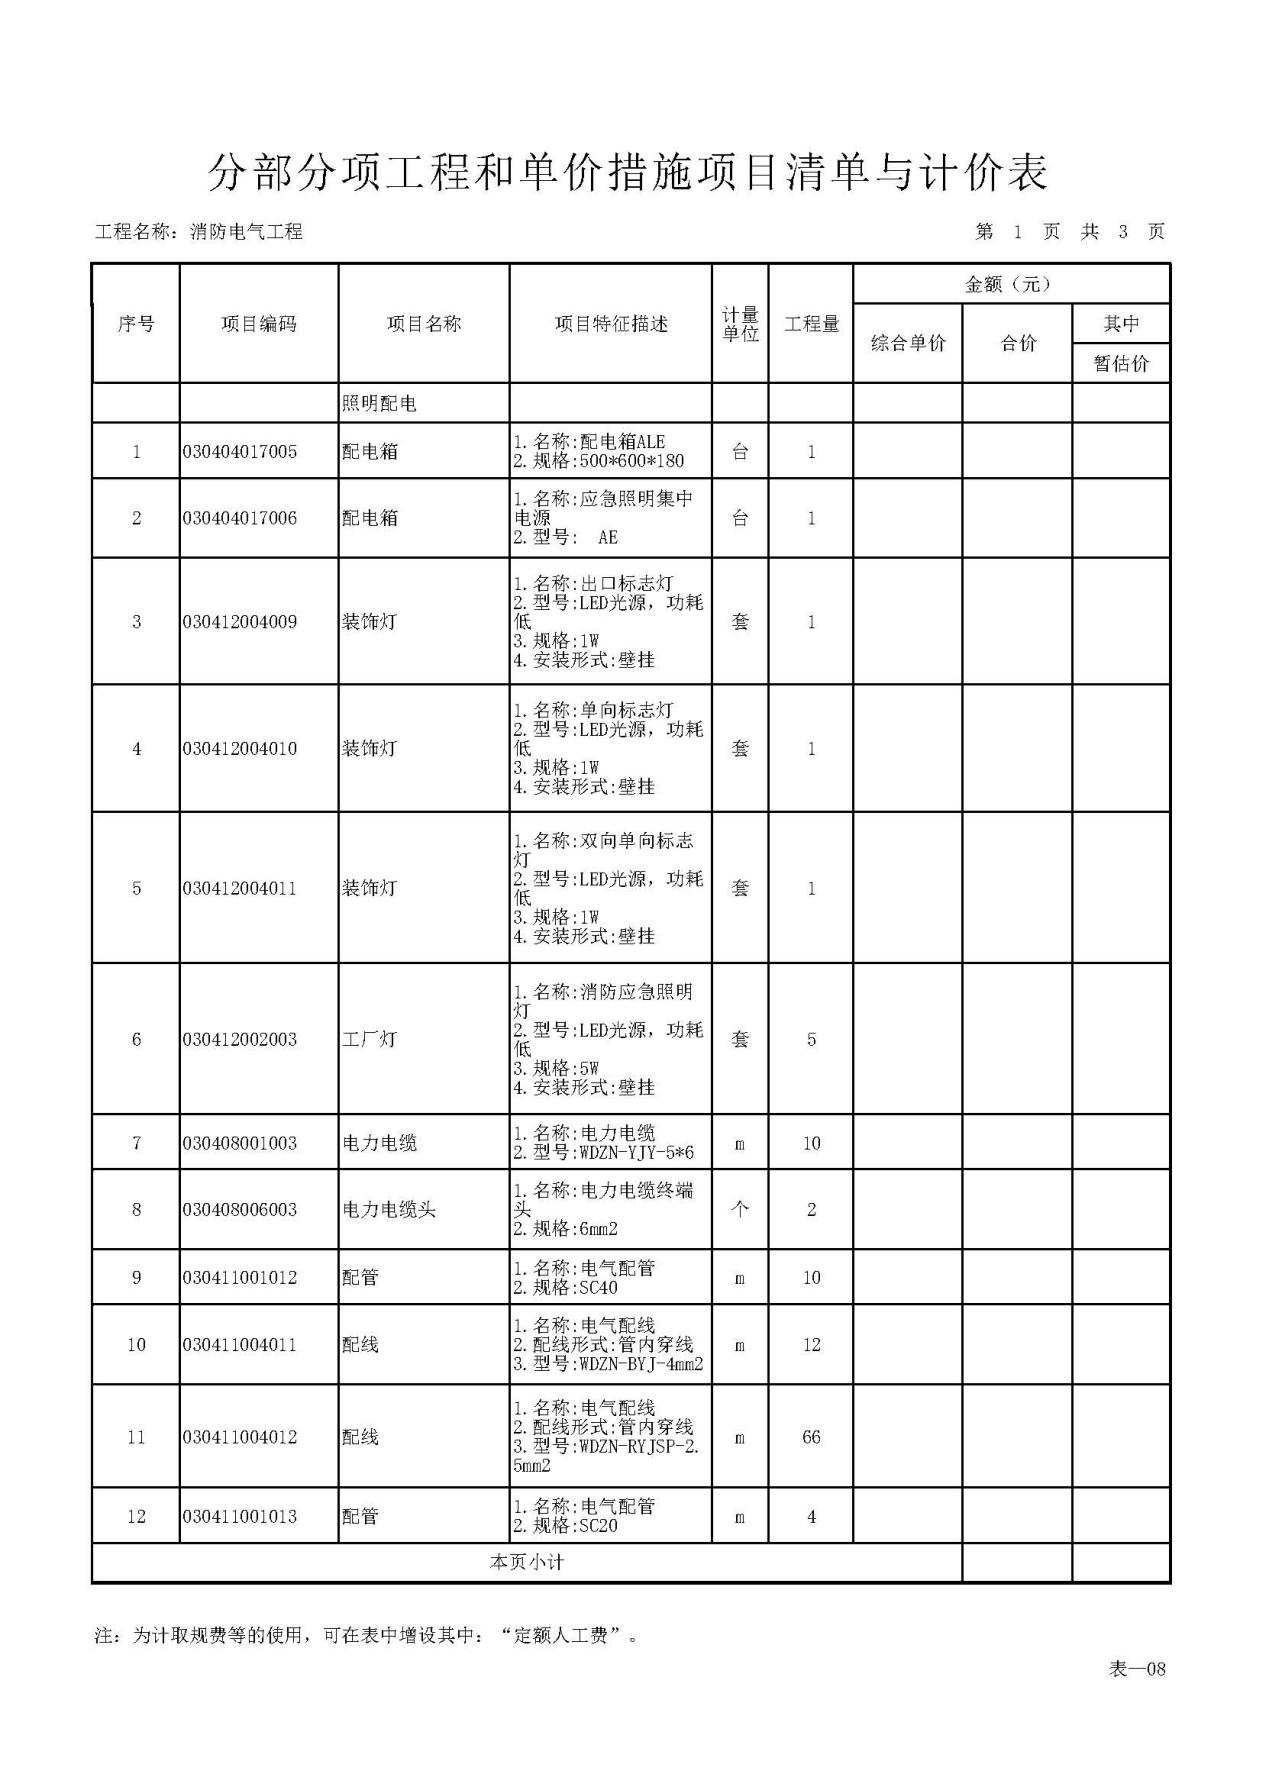 分部分项工程和单价措施项目清单与计价表
工程名称：消防电气工程 第 1 页 共 3 页
序号 项目编码 项目名称 项目特征描述 计量单位 工程量 金额（元）
综合单价 合价 其中
暂估价
照明配电
1 030404017005 配电箱 1.名称:配电箱ALE
2.规格:500*600*180 台 1
2 030404017006 配电箱 1.名称:应急照明集中
电源
2.型号: AE 台 1
3 030412004009 装饰灯 1.名称:出口标志灯
2.型号:LED光源，功耗
低
3.规格:1W
4.安装形式:壁挂 套 1
4 030412004010 装饰灯 1.名称:单向标志灯
2.型号:LED光源，功耗
低
3.规格:1W
4.安装形式:壁挂 套 1
5 030412004011 装饰灯 1.名称:双向单向标志
灯
2.型号:LED光源，功耗
低
3.规格:1W
4.安装形式:壁挂 套 1
6 030412002003 工厂灯 1.名称:消防应急照明
灯
2.型号:LED光源，功耗
低
3.规格:5W
4.安装形式:壁挂 套 5
7 030408001003 电力电缆 1.名称:电力电缆
2.型号:WDZN-YJY-5*6 m 10
8 030408006003 电力电缆头 1.名称:电力电缆终端
头
2.规格:6mm2 个 2
9 030411001012 配管 1.名称:电气配管
2.规格:SC40 m 10
10 030411004011 配线 1.名称:电气配线
2.配线形式:管内穿线
3.型号:WDZN-BYJ-4mm2 m 12
11 030411004012 配线 1.名称:电气配线
2.配线形式:管内穿线
3.型号:WDZN-RYJSP-2.
5mm2 m 66
12 030411001013 配管 1.名称:电气配管
2.规格:SC20 m 4
本页小计
注：为计取规费等的使用，可在表中增设其中：“定额人工费”。
表—08